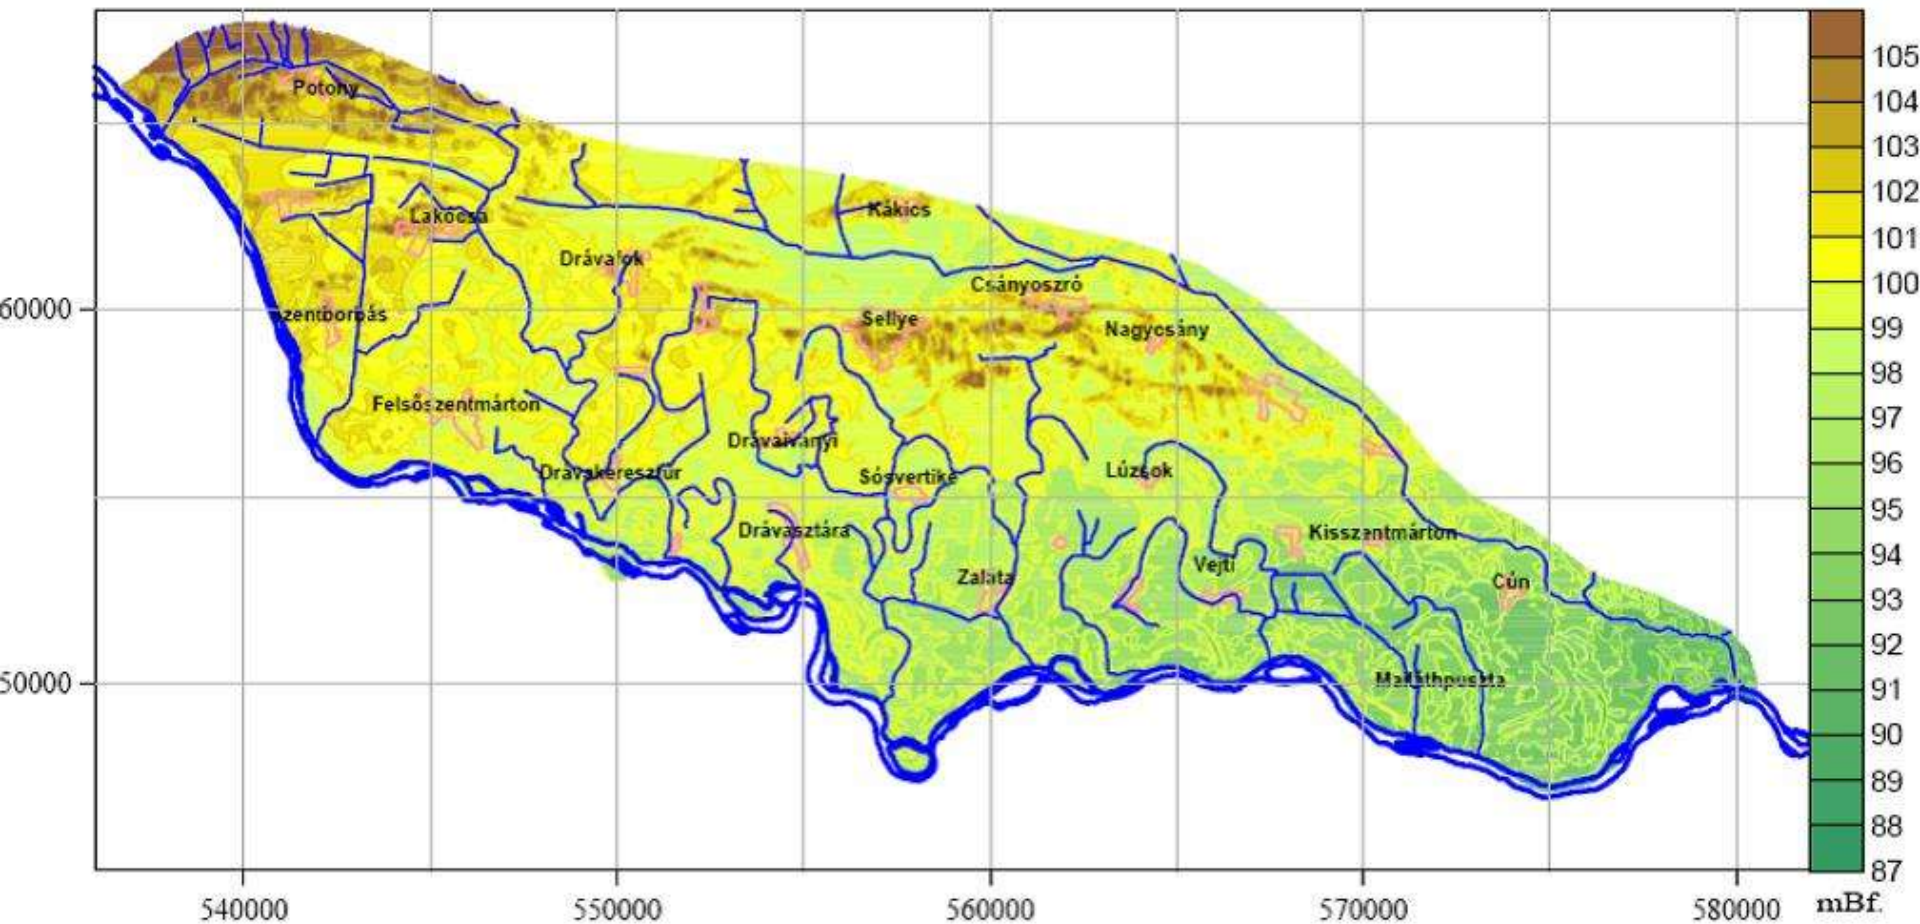 105
Potony
104
103
102
Kákics
Lakócsa
101
Drávafok
Csányoszró
100
60000
zentborbás
Sellye
Nagycsány
99
98
Felsőszentmárton
97
Drávaiványi
96
Drávakeresztúr
Sósvertike
Lúzsok
95
Drávasztára
Kisszentmárton
94
Zaláta
Vejti
Cún
93
92
50000
91
90
89
88
87
540000
550000
560000
570000
580000
mBf.